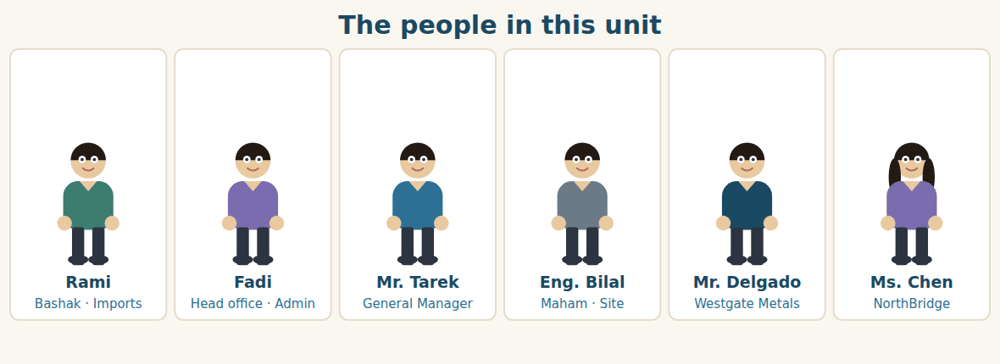 The people in this unit
Rami
Bashak · Imports
Fadi
Head office · Admin
Mr. Tarek
General Manager
Eng. Bilal
Maham · Site
Mr. Delgado
Westgate Metals
Ms. Chen
NorthBridge